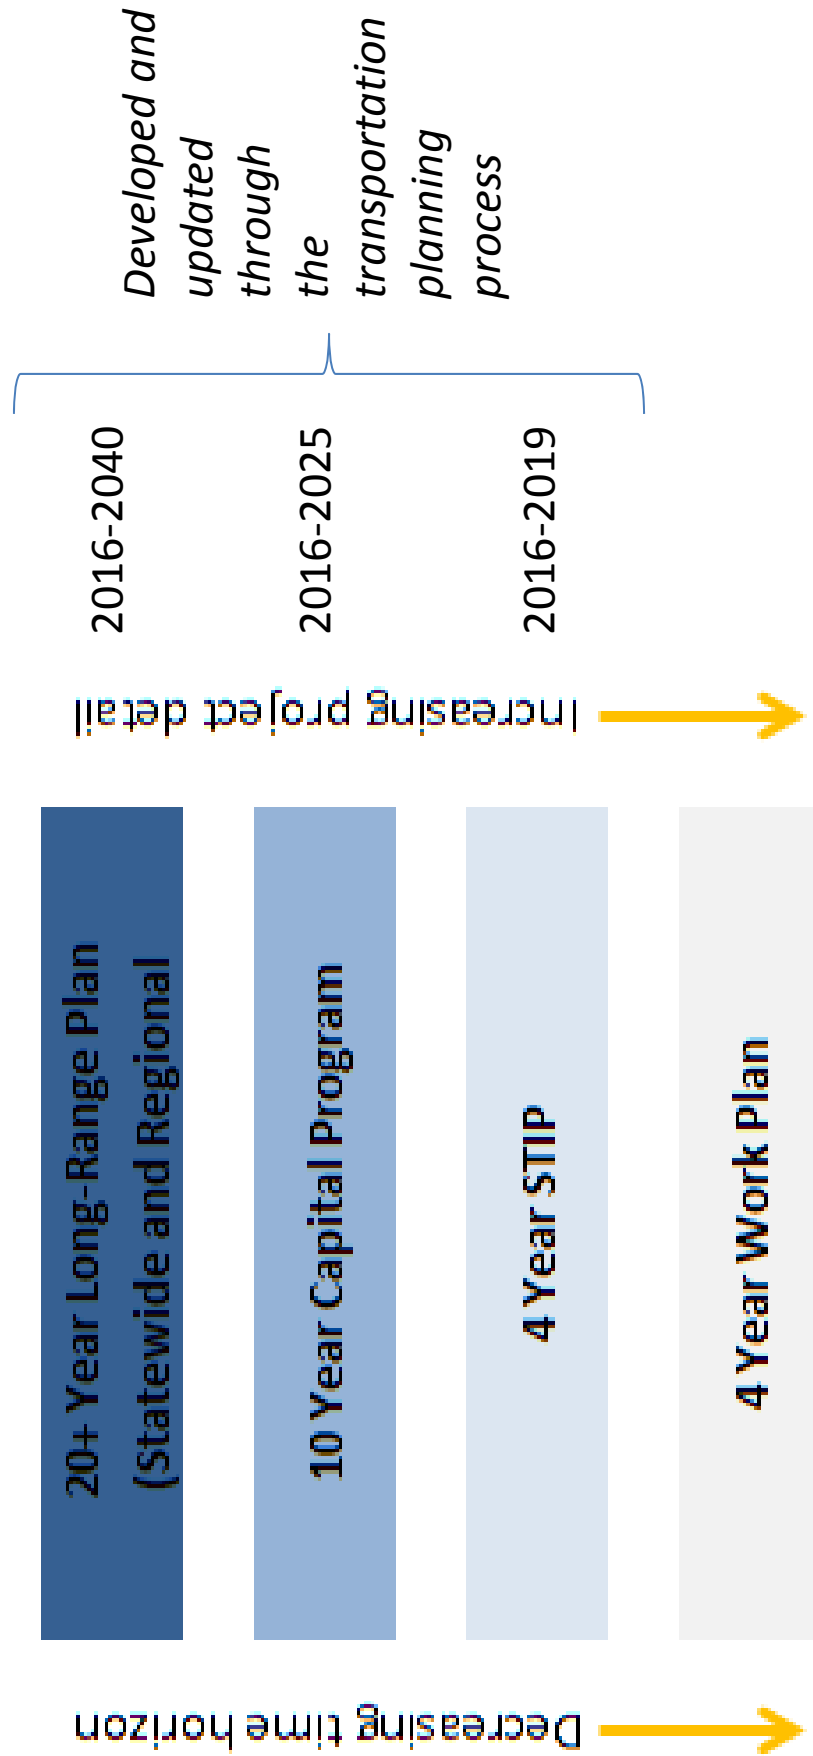 Decreasing time horizon
20+ Year Long-Range Plan
(Statewide and Regional
10 Year Capital Program
4 Year STIP
4 Year Work Plan
Increasing project detail
2016-2040
2016-2025
2016-2019
Developed and
updated
through
the
transportation
planning
process